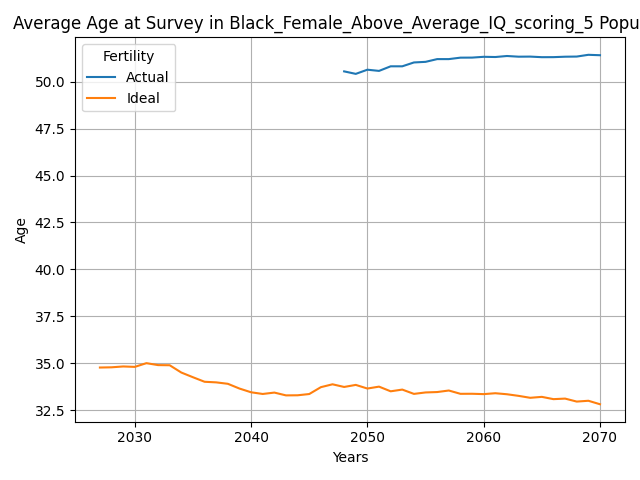 Average Age at Survey in Black_Female_Above_Average_IQ_scoring_5 Popu
Fertility
Actual
Ideal
50.0
47.5
45.0
42.5
40.0
37.5
35.0
32.5
Age
2030 2040 2050 2060 2070
Years